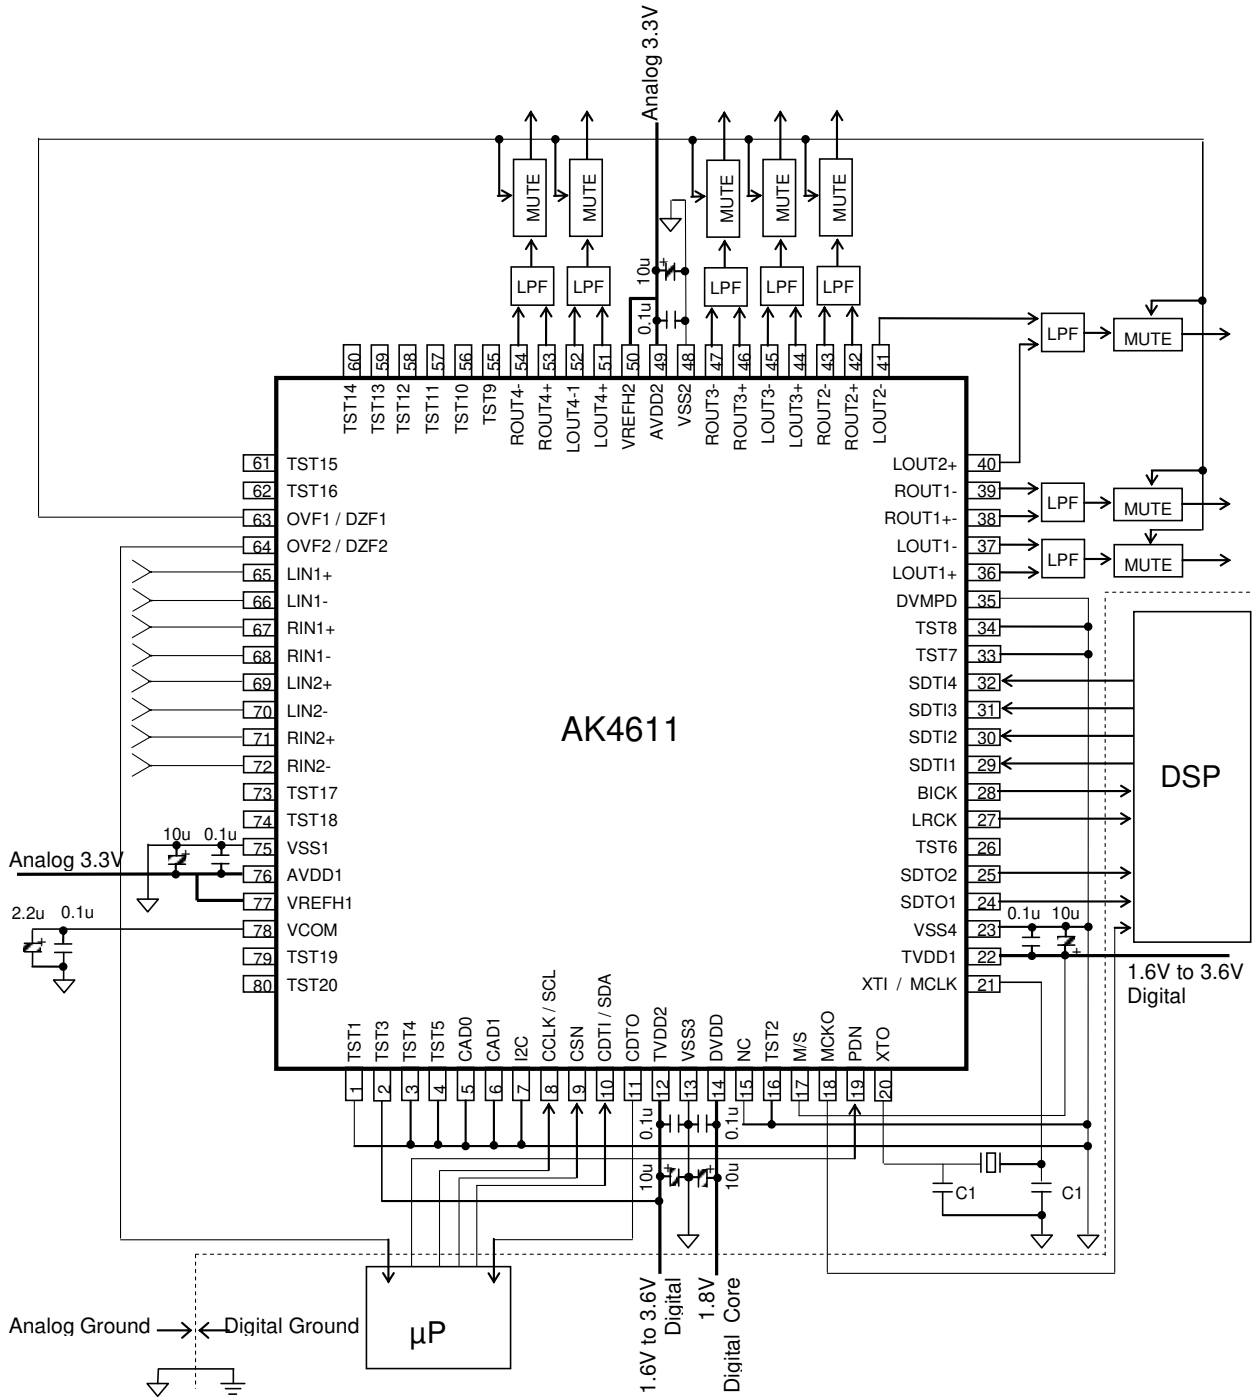 Analog 3.3V
MUTE
MUTE
MUTE
MUTE
MUTE
10u
+
LPF
LPF
LPF
LPF
LPF
0.1u
LPF
MUTE
60
59
58
57
56
55
54
53
52
51
50
49
48
47
46
45
44
43
42
41
TST14
TST13
TST12
TST11
TST10
TST9
ROUT4-
ROUT4+
LOUT4-1
LOUT4+
VREFH2
AVDD2
VSS2
ROUT3-
ROUT3+
LOUT3-
LOUT3+
ROUT2-
ROUT2+
LOUT2-
61 TST15
62 TST16
63 OVF1 / DZF1
64 OVF2 / DZF2
65 LIN1+
66 LIN1-
67 RIN1+
68 RIN1-
69 LIN2+
70 LIN2-
71 RIN2+
72 RIN2-
73 TST17
74 TST18
75 VSS1
76 AVDD1
77 VREFH1
78 VCOM
79 TST19
80 TST20
10u
0.1u
+
Analog 3.3V
2.2u
0.1u
+
AK4611
LOUT2+ 40
ROUT1- 39
ROUT1+- 38
LOUT1- 37
LOUT1+ 36
DVMPD 35
TST8 34
TST7 33
SDTI4 32
SDTI3 31
SDTI2 30
SDTI1 29
BICK 28
LRCK 27
TST6 26
SDTO2 25
SDTO1 24
VSS4 23
TVDD1 22
XTI / MCLK 21
LPF
MUTE
LPF
MUTE
DSP
0.1u
10u
+
1.6V to 3.6V
Digital
TST1
TST3
TST4
TST5
CAD0
CAD1
I2C
CCLK / SCL
CSN
CDTI / SDA
CDTO
TVDD2
VSS3
DVDD
NC
TST2
M/S
MCKO
PDN
XTO
1
2
3
4
5
6
7
8
9
10
11
12
13
14
15
16
17
18
19
20
0.1u
0.1u
10u
+
+
10u
C1
C1
µP
1.6V to 3.6V
Digital
1.8V
Digital Core
Analog Ground
Digital Ground